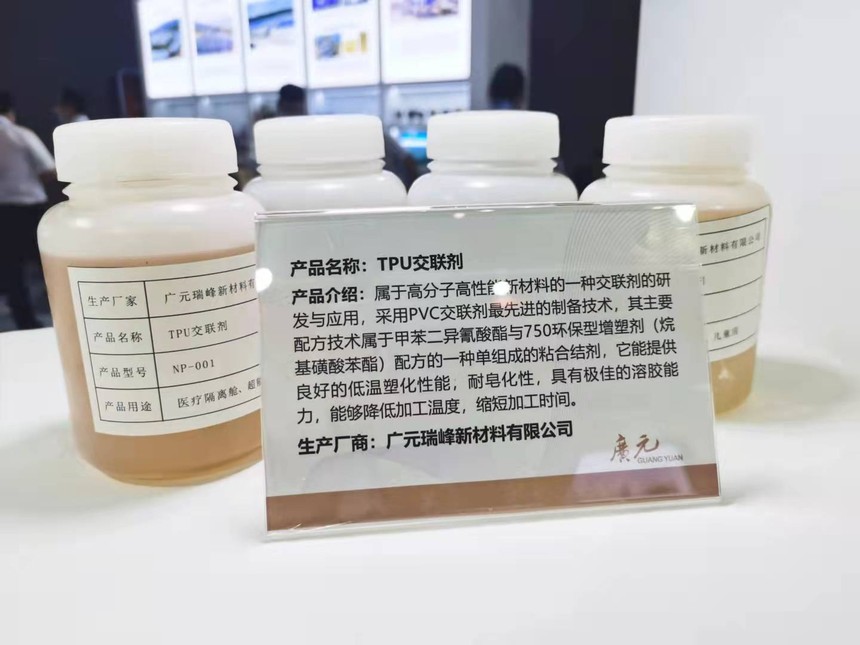 产品名称：TPU交联剂
产品介绍：属于高分子高性能新材料的一种交联剂的研
发与应用，采用PVC交联剂最先进的制备技术，其主要
配方技术属于甲苯二异氰酸酯与750环保型增塑剂（烷
基磺酸苯酯）配方的一种单组成的粘合结剂，它能提供
良好的低温塑化性能，耐皂化性，具有极佳的溶胶能
力，能够降低加工温度，缩短加工时间。
生产厂商：广元瑞峰新材料有限公司
廣元
GUANG YUAN
生产厂家 广元瑞峰新材料有
产品名称 TPU交联剂
产品型号 NP-001
产品用途 医疗隔离舱、超
新材料有限公司